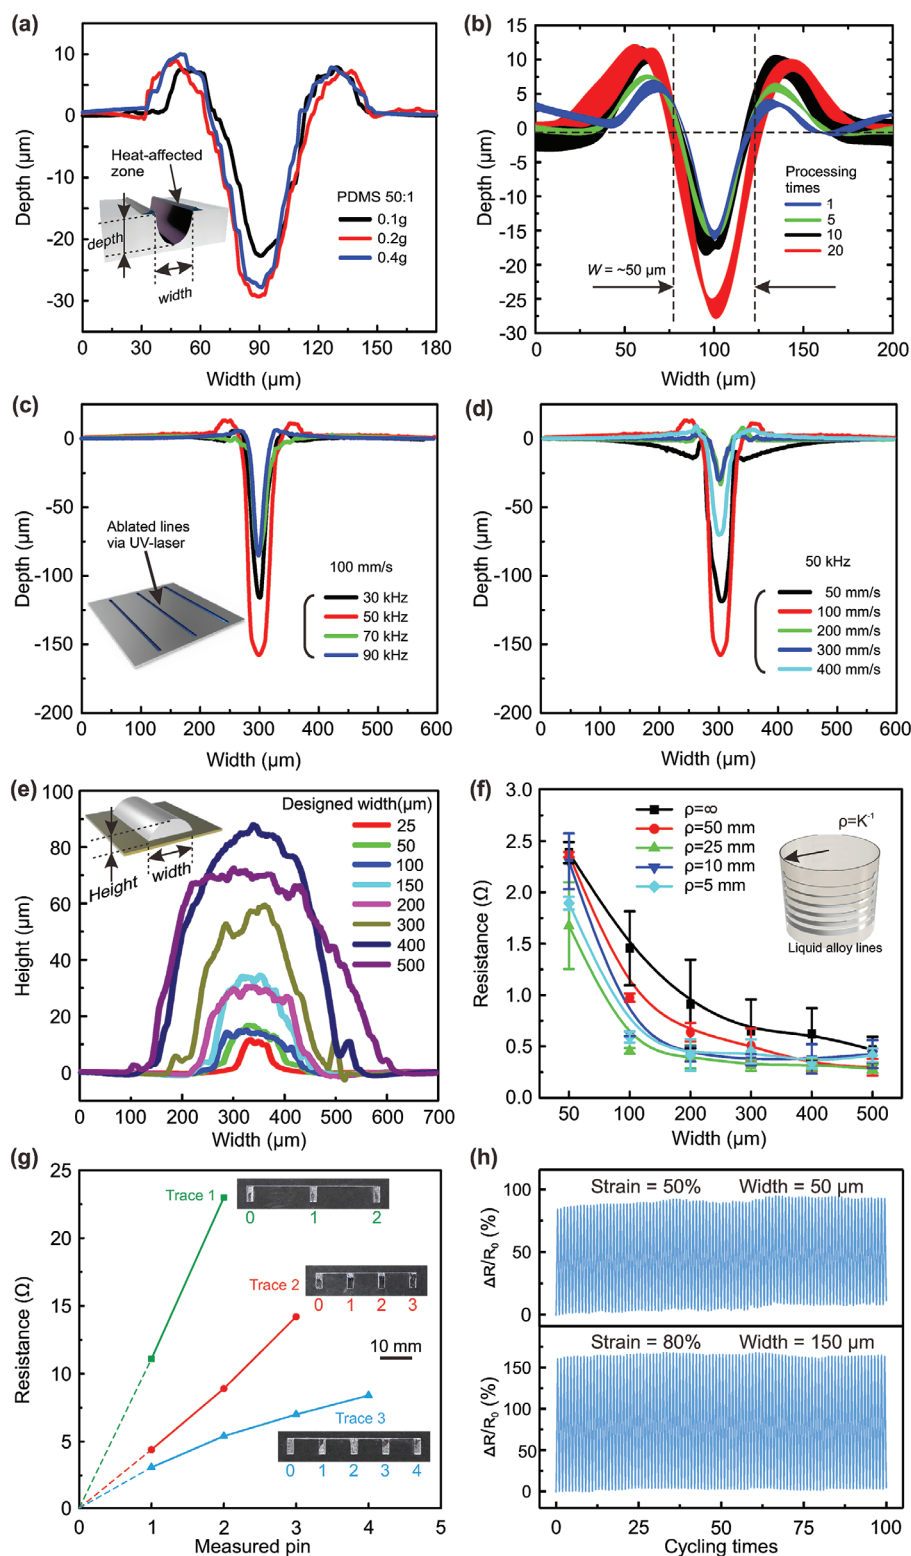 (a)
10
0
-10
-20
-30
Depth (µm)
Heat-affected
zone
depth
width
PDMS 50:1
0.1g
0.2g
0.4g
0 30 60 90 120 150 180
Width (µm)
(b)
15
10
5
0
-5
-10
-15
-20
-25
-30
Depth (µm)
Processing
times
1
5
10
20
W = ~50 µm
0 50 100 150 200
Width (µm)
(c)
0
-50
-100
-150
-200
Depth (µm)
Ablated lines
via UV-laser
100 mm/s
30 kHz
50 kHz
70 kHz
90 kHz
0 100 200 300 400 500 600
Width (µm)
(d)
0
-50
-100
-150
-200
Depth (µm)
50 kHz
50 mm/s
100 mm/s
200 mm/s
300 mm/s
400 mm/s
0 100 200 300 400 500 600
Width (µm)
(e)
100
80
60
40
20
0
Height (µm)
Height
width
Designed width(µm)
25
50
100
150
200
300
400
500
0 100 200 300 400 500 600 700
Width (µm)
(f)
3.0
2.5
2.0
1.5
1.0
0.5
0.0
Resistance (Ω)
ρ=∞
ρ=50 mm
ρ=25 mm
ρ=10 mm
ρ=5 mm
ρ=K⁻¹
Liquid alloy lines
50 100 200 300 400 500
Width (µm)
(g)
25
20
15
10
5
0
Resistance (Ω)
Trace 1
0 1 2
Trace 2
0 1 2 3
10 mm
Trace 3
0 1 2 3 4
1 2 3 4 5
Measured pin
(h)
Strain = 50% Width = 50 µm
100
50
0
ΔR/R₀ (%)
Strain = 80% Width = 150 µm
150
100
50
0
ΔR/R₀ (%)
0 25 50 75 100
Cycling times